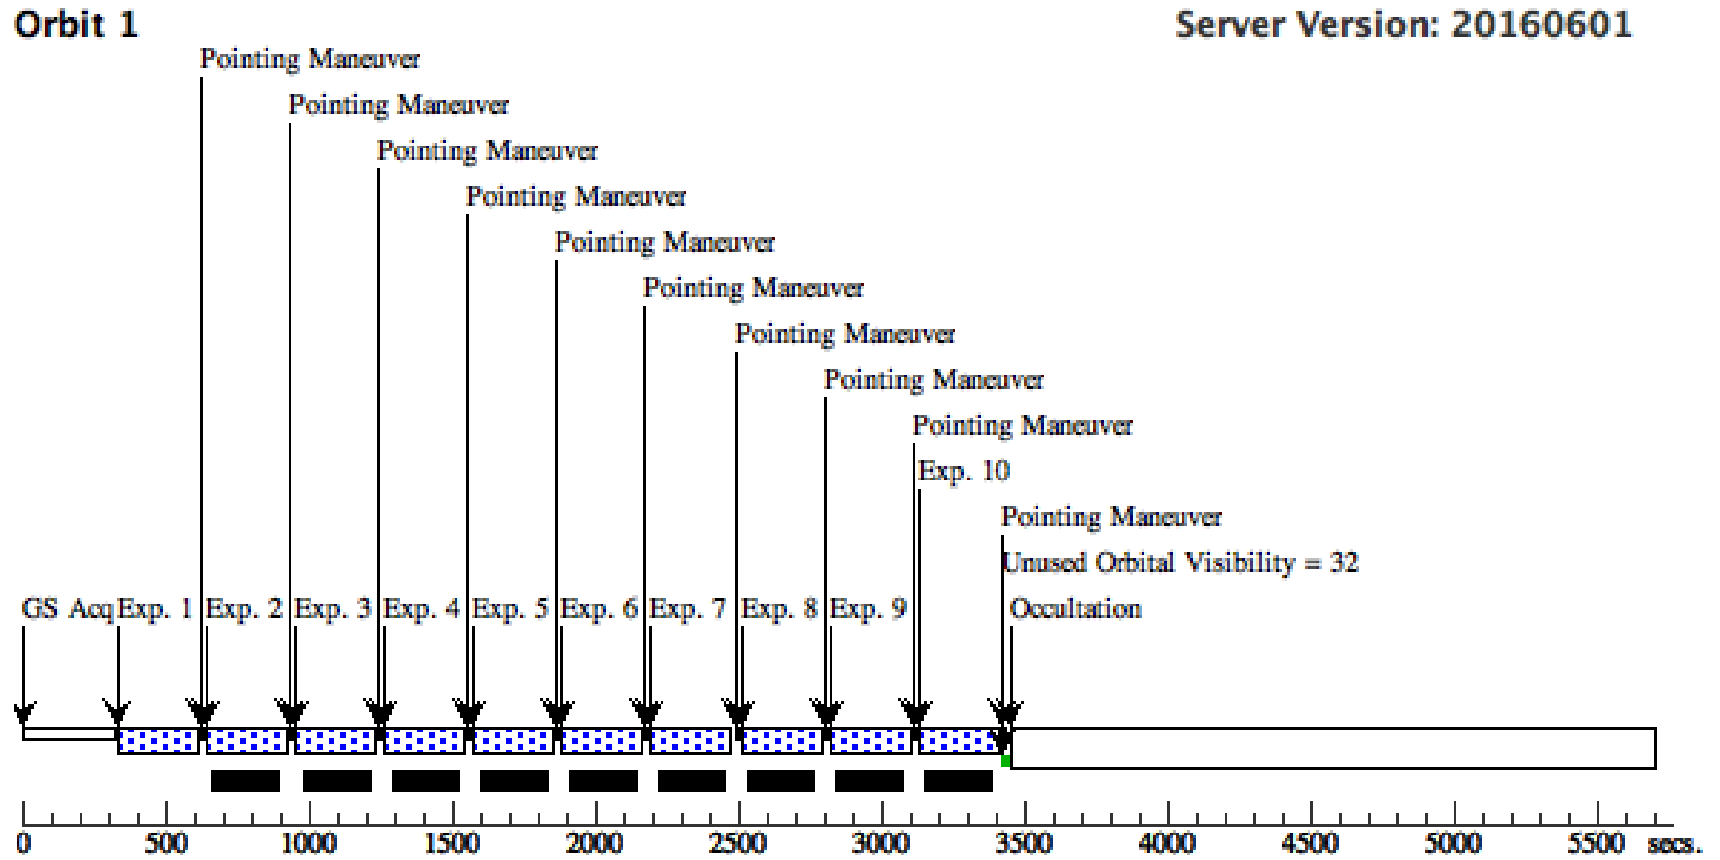 Orbit 1
Server Version: 20160601
Pointing Maneuver
Pointing Maneuver
Pointing Maneuver
Pointing Maneuver
Pointing Maneuver
Pointing Maneuver
Pointing Maneuver
Pointing Maneuver
Pointing Maneuver
Exp. 10
Pointing Maneuver
Unused Orbital Visibility = 32
GS Acq Exp. 1 Exp. 2 Exp. 3 Exp. 4 Exp. 5 Exp. 6 Exp. 7 Exp. 8 Exp. 9 Occultation
0 500 1000 1500 2000 2500 3000 3500 4000 4500 5000 5500 secs.